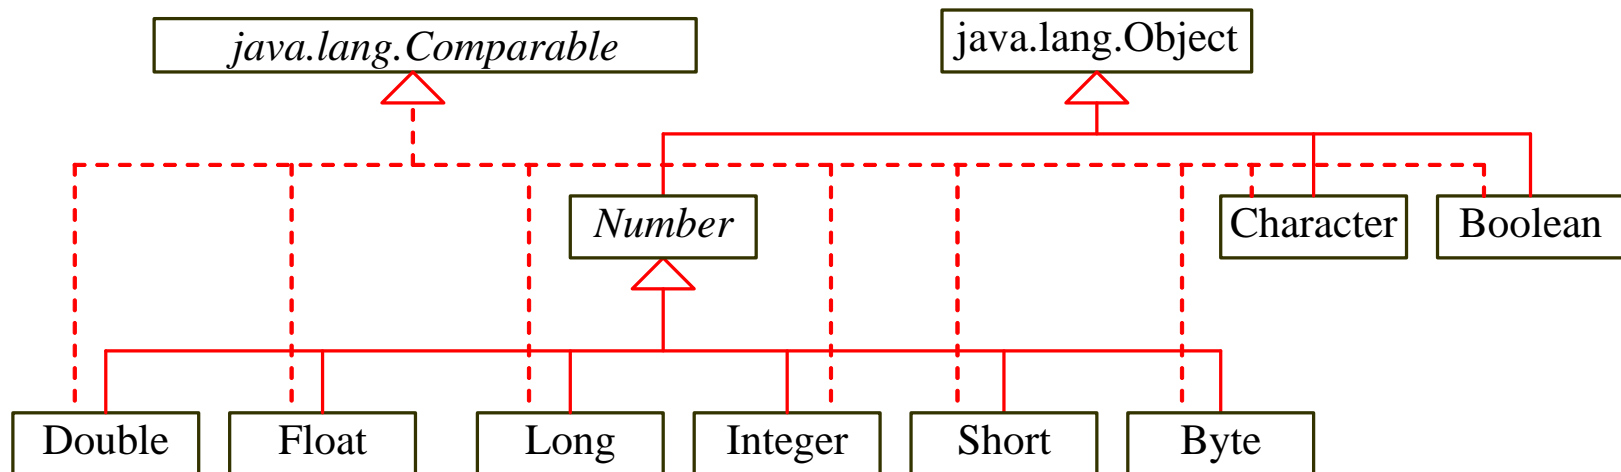 java.lang.Comparable
java.lang.Object
Number
Character
Boolean
Double
Float
Long
Integer
Short
Byte